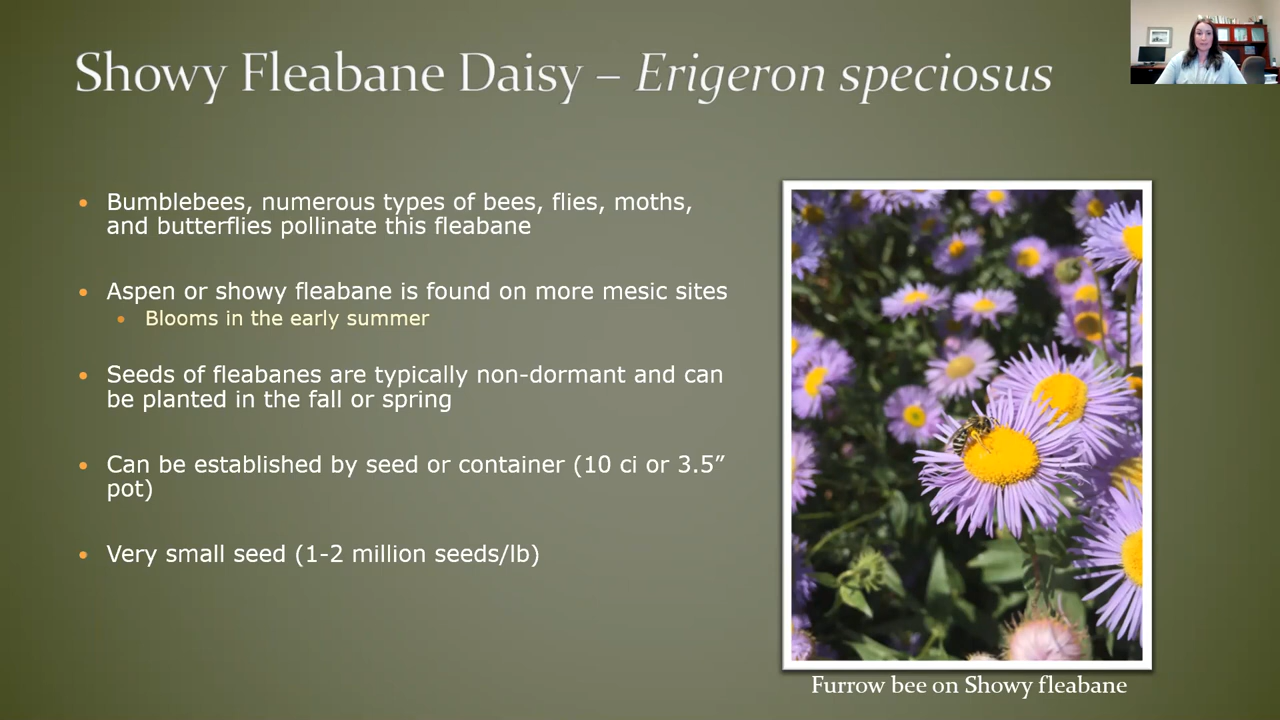 Showy Fleabane Daisy – Erigeron speciosus
• Bumblebees, numerous types of bees, flies, moths,
and butterflies pollinate this fleabane
• Aspen or showy fleabane is found on more mesic sites
• Blooms in the early summer
• Seeds of fleabanes are typically non-dormant and can
be planted in the fall or spring
• Can be established by seed or container (10 ci or 3.5”
pot)
• Very small seed (1-2 million seeds/lb)
Furrow bee on Showy fleabane